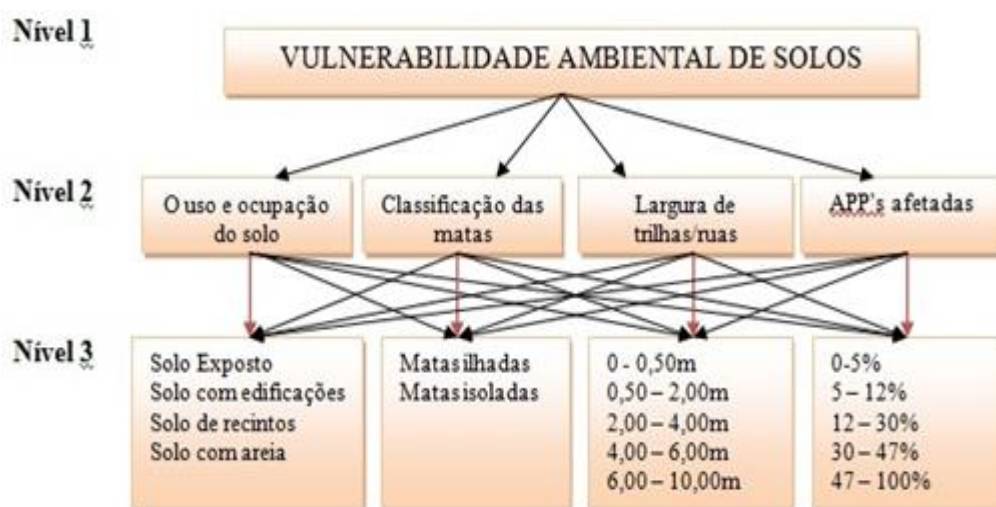 Nível 1
VULNERABILIDADE AMBIENTAL DE SOLOS
Nível 2
O uso e ocupação
do solo
Classificação das
matas
Largura de
trilhas/ruas
APP's afetadas
Nível 3
Solo Exposto
Solo com edificações
Solo de recintos
Solo com areia
Matas ilhadas
Matas isoladas
0 - 0,50m
0,50 – 2,00m
2,00 – 4,00m
4,00 – 6,00m
6,00 – 10,00m
0-5%
5 – 12%
12 – 30%
30 – 47%
47 – 100%